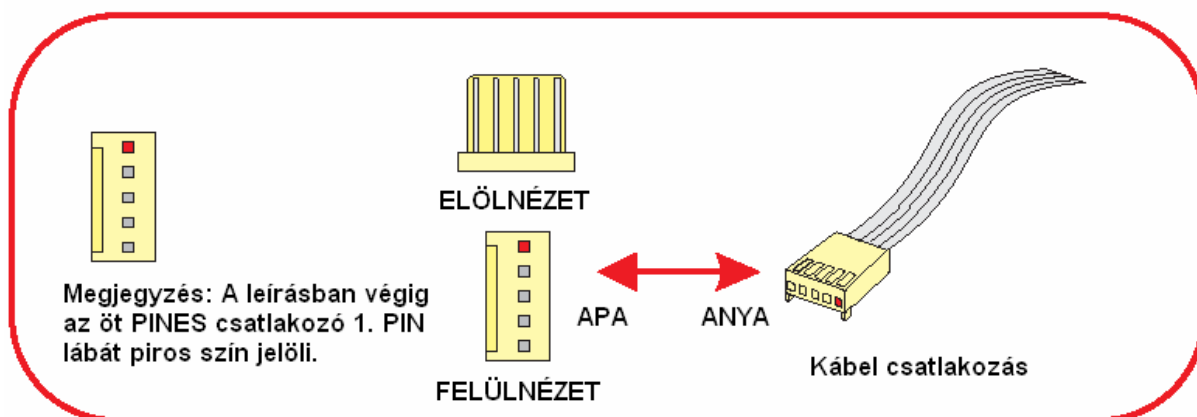 ELÖLNÉZET
Megjegyzés: A leírásban végig
az öt PINES csatlakozó 1. PIN
lábát piros szín jelöli.
APA
ANYA
FELÜLNÉZET
Kábel csatlakozás